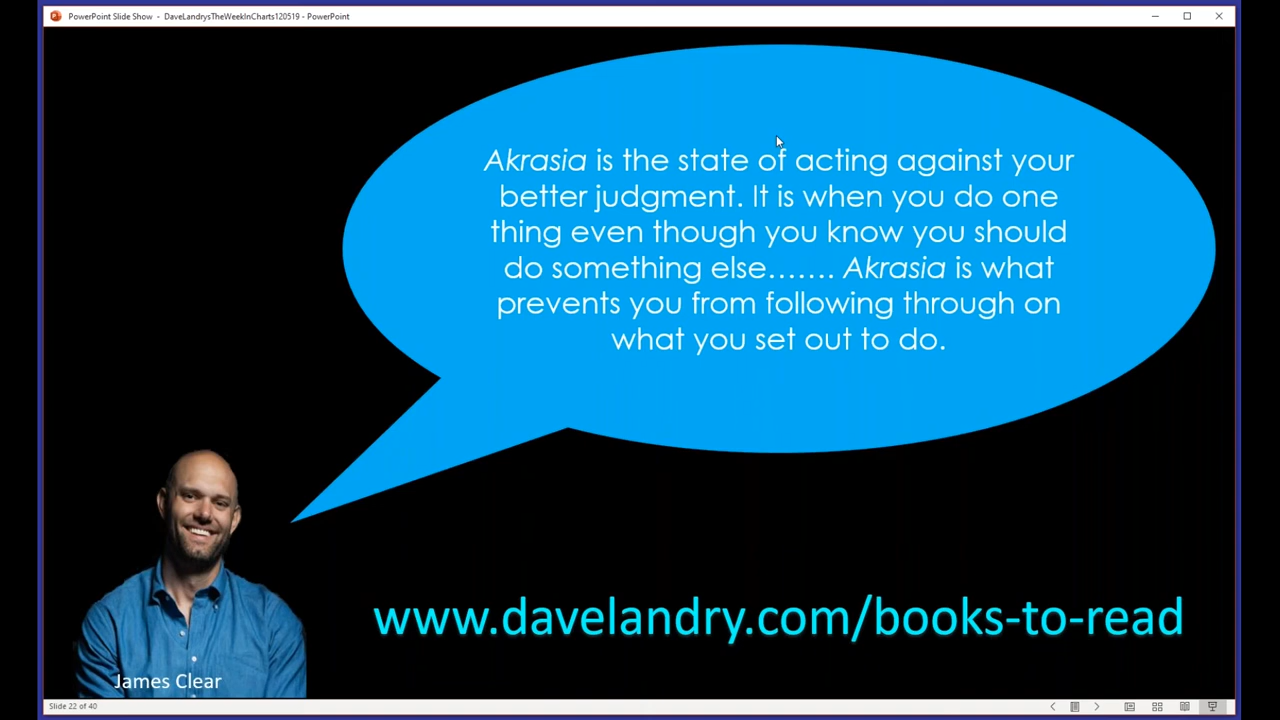 PowerPoint Slide Show - DaveLandrysTheWeekInCharts120519 - PowerPoint
Akrasia is the state of acting against your
better judgment. It is when you do one
thing even though you know you should
do something else....... Akrasia is what
prevents you from following through on
what you set out to do.
www.davelandry.com/books-to-read
James Clear
Slide 22 of 40